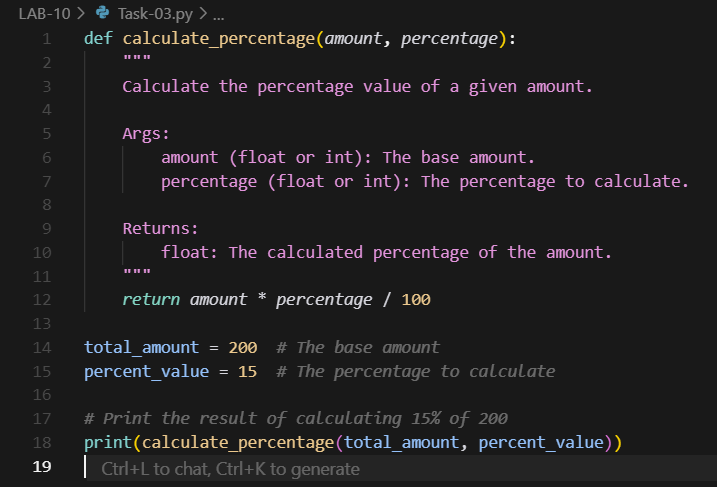 LAB-10 > Task-03.py > ...
1 def calculate_percentage(amount, percentage):
2     """
3     Calculate the percentage value of a given amount.
4
5     Args:
6         amount (float or int): The base amount.
7         percentage (float or int): The percentage to calculate.
8
9     Returns:
10         float: The calculated percentage of the amount.
11     """
12     return amount * percentage / 100
13
14 total_amount = 200  # The base amount
15 percent_value = 15  # The percentage to calculate
16
17 # Print the result of calculating 15% of 200
18 print(calculate_percentage(total_amount, percent_value))
19 Ctrl+L to chat, Ctrl+K to generate